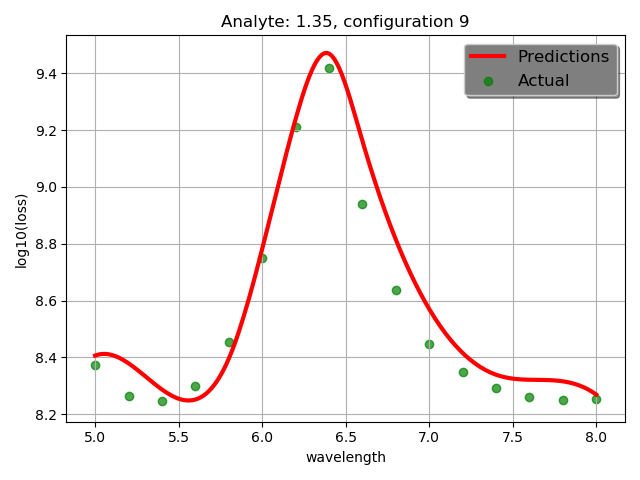 Analyte: 1.35, configuration 9
Predictions
Actual
log10(loss)
9.4
9.2
9.0
8.8
8.6
8.4
8.2
5.0 5.5 6.0 6.5 7.0 7.5 8.0
wavelength